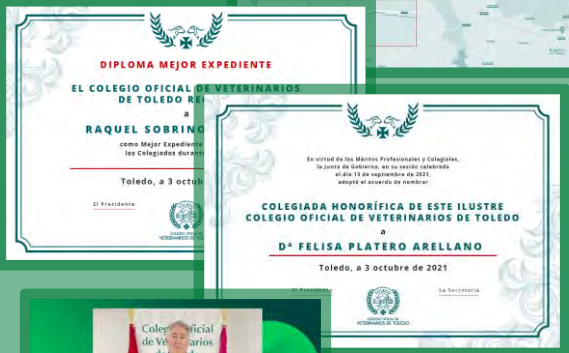 DIPLOMA MEJOR EXPEDIENTE
EL COLEGIO OFICIAL DE VETERINARIOS
DE TOLEDO
a
RAQUEL SOBRINO
como Mejor Expediente
los Colegiados
Toledo, a 3
El Presidente
En virtud de los Méritos Profesionales y Colegiales,
la Junta de Gobierno, en su sesión celebrada
el día 13 de septiembre de 2021,
adoptó el acuerdo de nombrar
COLEGIADA HONORÍFICA DE ESTE ILUSTRE
COLEGIO OFICIAL DE VETERINARIOS DE TOLEDO
a
Dª FELISA PLATERO ARELLANO
Toledo, a 3 octubre de 2021
El Presidente
La Secretaria
COLEGIO OFICIAL DE
VETERINARIOS DE TOLEDO